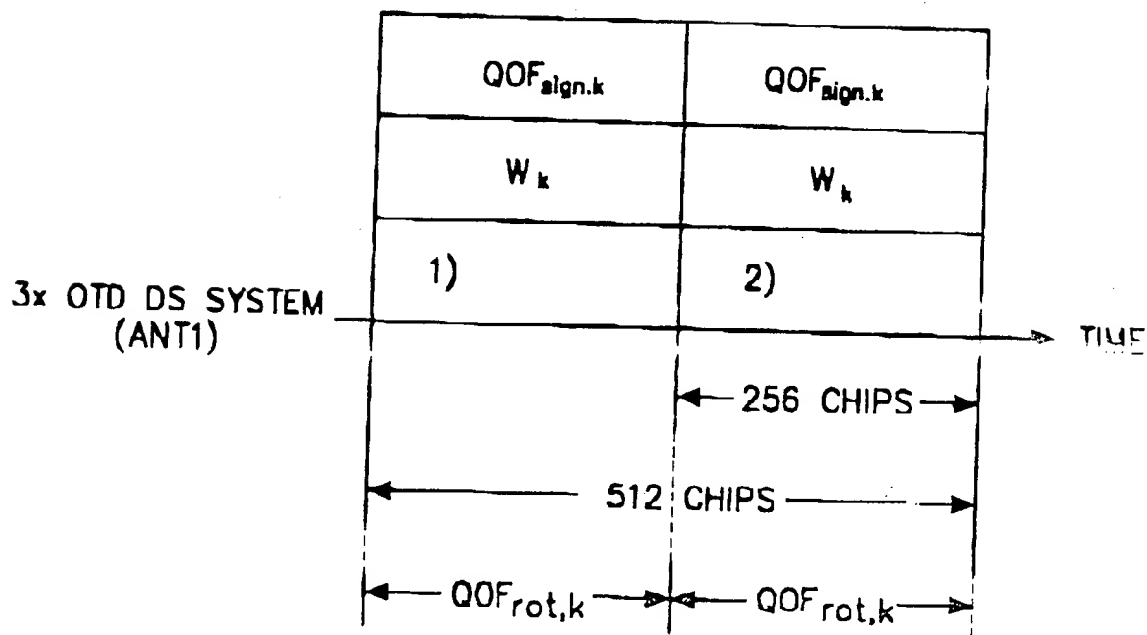 QOFsign.k QOFsign.k
Wk Wk
1) 2)
3x OTD DS SYSTEM
(ANT1)
TIME
256 CHIPS
512 CHIPS
QOFrot,k QOFrot,k